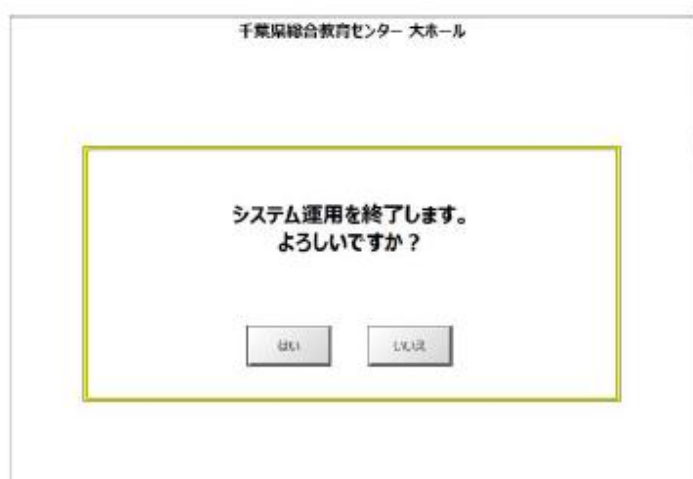 千葉県総合教育センター 大ホール
システム運用を終了します。
よろしいですか？
はい
いいえ